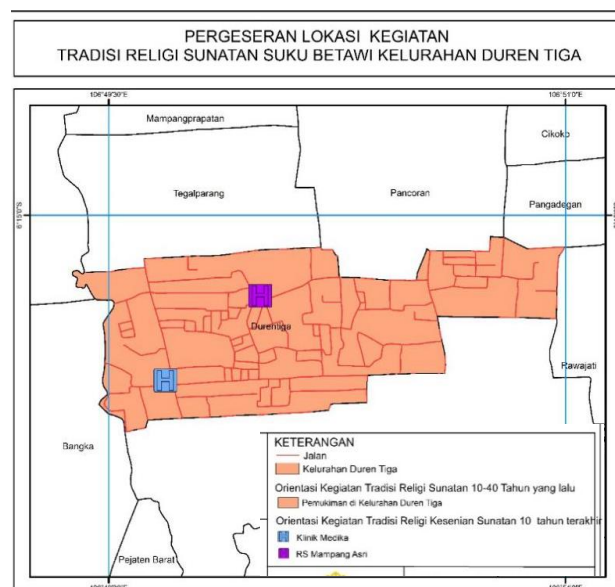 PERGESERAN LOKASI KEGIATAN
TRADISI RELIGI SUNATAN SUKU BETAWI KELURAHAN DUREN TIGA
106°49'30"E
106°51'0"E
Mampangprapatan
Cikoko
Tegalparang
Pancoran
Pangadegan
6°15'0"S
Durentiga
Rawajati
Bangka
Pejaten Barat
KETERANGAN
Jalan
Kelurahan Duren Tiga
Orientasi Kegiatan Tradisi Religi Sunatan 10-40 Tahun yang lalu
Pemukiman di Kelurahan Duren Tiga
Orientasi Kegiatan Tradisi Religi Kesenian Sunatan 10 tahun terakhir
Klinik Medika
RS Mampang Asri